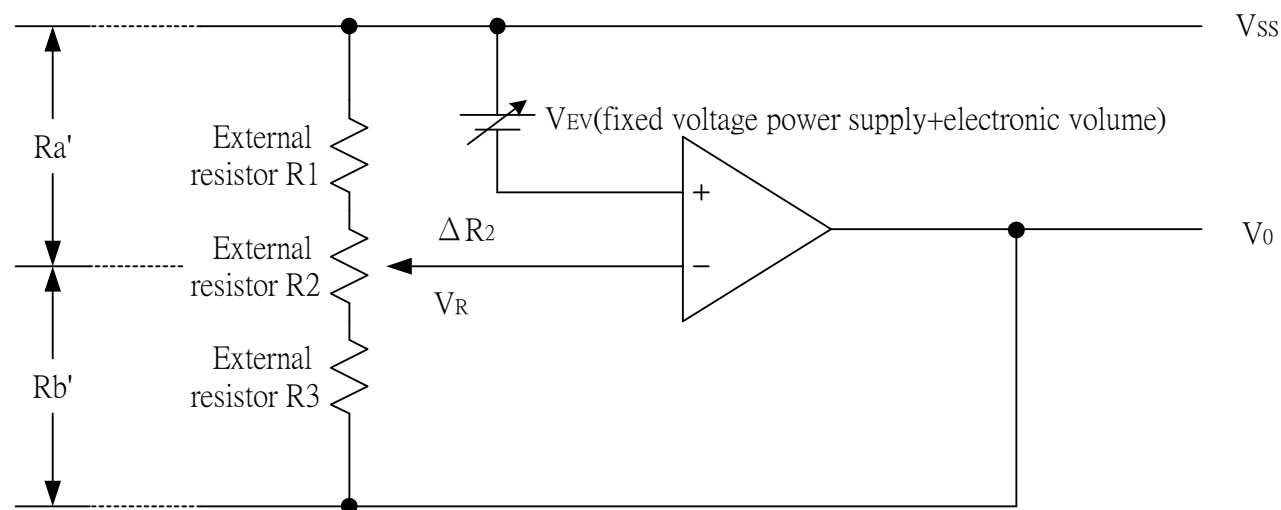 VSS
VEV(fixed voltage power supply+electronic volume)
Ra'
External
resistor R1
+
ΔR2
External
resistor R2
−
V0
VR
External
resistor R3
Rb'